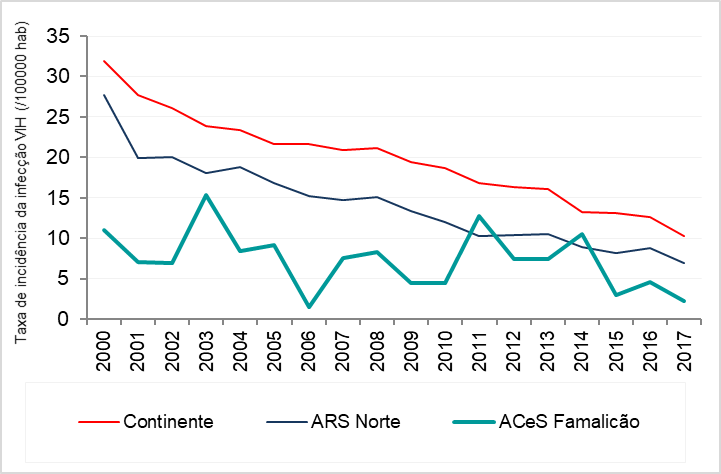 Taxa de incidência da infecção VIH (/100000 hab)
35
30
25
20
15
10
5
0
2000 2001 2002 2003 2004 2005 2006 2007 2008 2009 2010 2011 2012 2013 2014 2015 2016 2017
Continente ARS Norte ACeS Famalicão